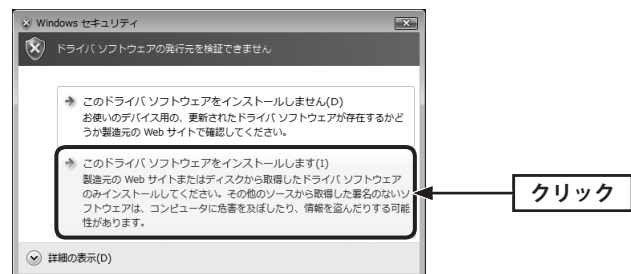 Windows セキュリティ
ドライバ ソフトウェアの発行元を検証できません
このドライバ ソフトウェアをインストールしません(D)
お使いのデバイス用の、更新されたドライバ ソフトウェアが存在するかど
うか製造元の Web サイトで確認してください。
このドライバ ソフトウェアをインストールします(I)
製造元の Web サイトまたはディスクから取得したドライバ ソフトウェア
のみインストールしてください。その他のソースから取得した署名のないソ
フトウェアは、コンピュータに危害を及ぼしたり、情報を盗んだりする可能
性があります。
クリック
詳細の表示(D)